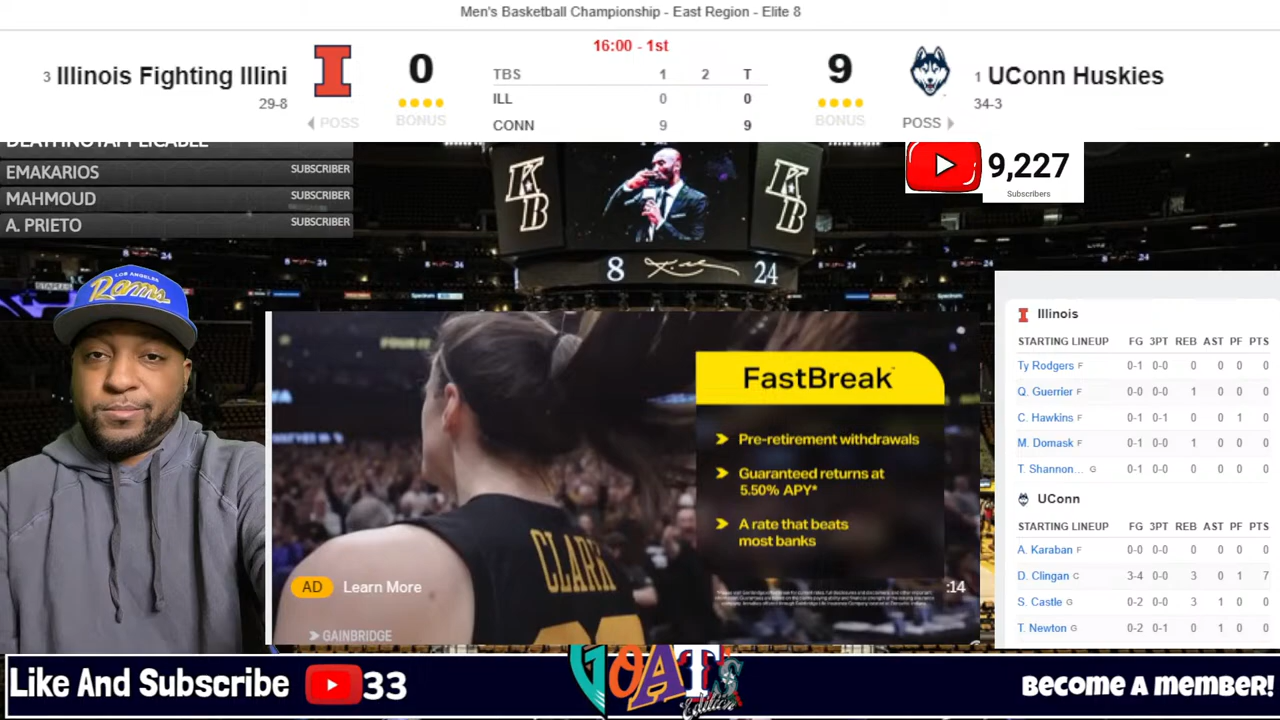 Men's Basketball Championship - East Region - Elite 8
3 Illinois Fighting Illini
29-8
I
POSS
0
BONUS
16:00 - 1st
TBS 1 2 T
ILL 0 0
CONN 9 9
9
BONUS
1 UConn Huskies
34-3
POSS
DEATHNOTAPPLICABLE
EMAKARIOS SUBSCRIBER
MAHMOUD SUBSCRIBER
A. PRIETO SUBSCRIBER
9,227
Subscribers
KB
KB
8 24
LOS ANGELES
Rams
CLARK
FastBreak
Pre-retirement withdrawals
Guaranteed returns at
5.50% APY*
A rate that beats
most banks
AD Learn More
:14
GAINBRIDGE
Illinois
STARTING LINEUP FG 3PT REB AST PF PTS
Ty Rodgers F 0-1 0-0 0 0 0 0
Q. Guerrier F 0-0 0-0 1 0 0 0
C. Hawkins F 0-1 0-1 0 0 1 0
M. Domask F 0-1 0-0 1 0 0 0
T. Shannon... G 0-1 0-0 0 0 0 0
UConn
STARTING LINEUP FG 3PT REB AST PF PTS
A. Karaban F 0-0 0-0 0 0 0 0
D. Clingan C 3-4 0-0 3 0 1 7
S. Castle G 0-2 0-0 3 1 0 0
T. Newton G 0-2 0-1 0 1 0 0
Like And Subscribe 33
GOATS
Edition
BECOME A MEMBER!